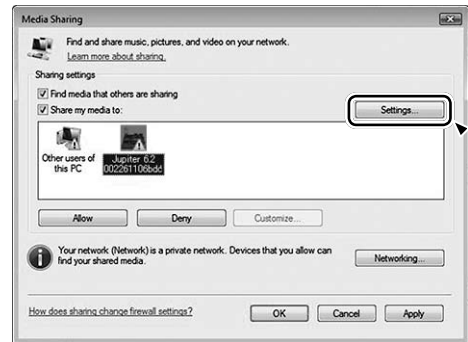 Media Sharing
Find and share music, pictures, and video on your network.
Learn more about sharing.
Sharing settings
Find media that others are sharing
Share my media to:
Settings...
Other users of
this PC
Jupiter 6.2
002261106bdd
Allow
Deny
Customize...
Your network (Network) is a private network. Devices that you allow can
find your shared media.
Networking...
How does sharing change firewall settings?
OK
Cancel
Apply